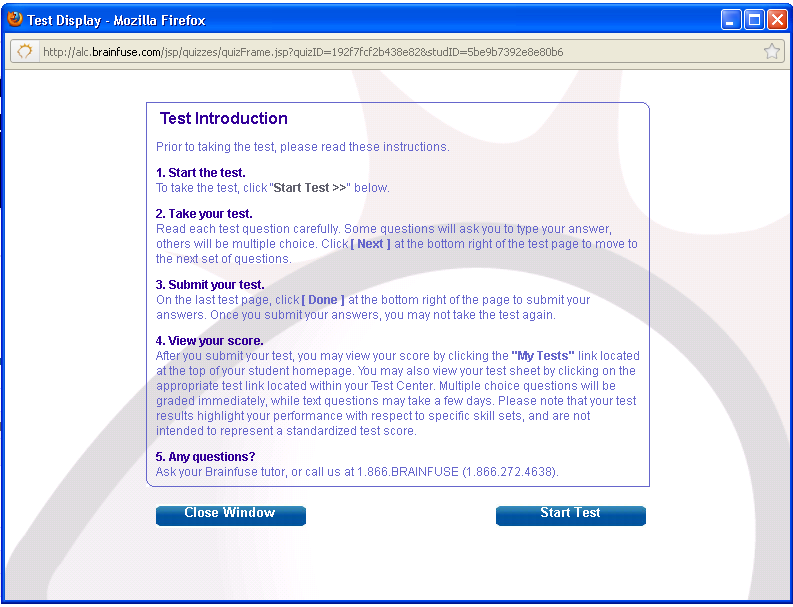 Test Display - Mozilla Firefox
http://alc.brainfuse.com/jsp/quizzes/quizFrame.jsp?quizID=192f7fcf2b438e82&studID=5be9b7392e8e80b6
Test Introduction
Prior to taking the test, please read these instructions.
1. Start the test.
To take the test, click "Start Test >>" below.
2. Take your test.
Read each test question carefully. Some questions will ask you to type your answer,
others will be multiple choice. Click [ Next ] at the bottom right of the test page to move to
the next set of questions.
3. Submit your test.
On the last test page, click [ Done ] at the bottom right of the page to submit your
answers. Once you submit your answers, you may not take the test again.
4. View your score.
After you submit your test, you may view your score by clicking the "My Tests" link located
at the top of your student homepage. You may also view your test sheet by clicking on the
appropriate test link located within your Test Center. Multiple choice questions will be
graded immediately, while text questions may take a few days. Please note that your test
results highlight your performance with respect to specific skill sets, and are not
intended to represent a standardized test score.
5. Any questions?
Ask your Brainfuse tutor, or call us at 1.866.BRAINFUSE (1.866.272.4638).
Close Window
Start Test